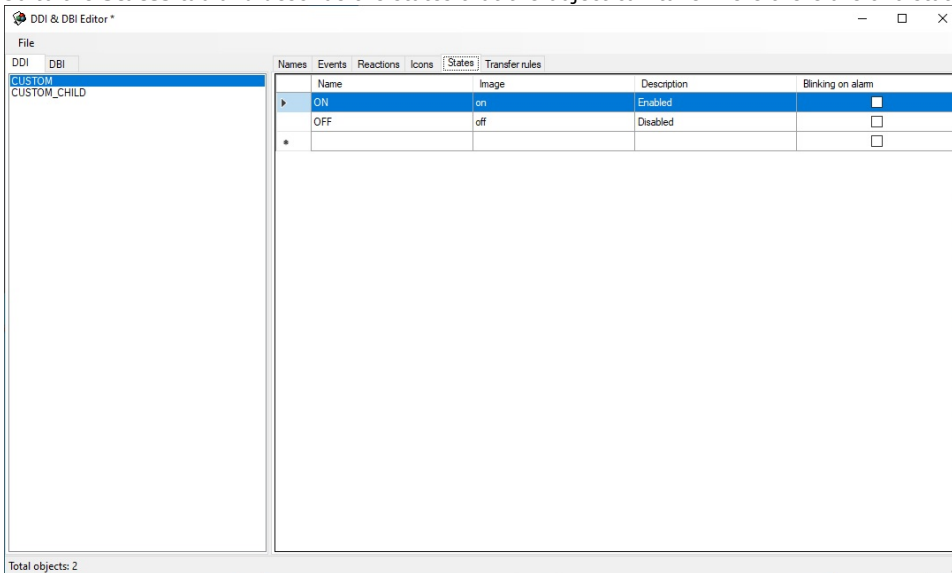 DDI & DBI Editor *
File
DDI DBI
Names Events Reactions Icons States Transfer rules
CUSTOM
CUSTOM_CHILD
Name Image Description Blinking on alarm
ON on Enabled
OFF off Disabled
Total objects: 2